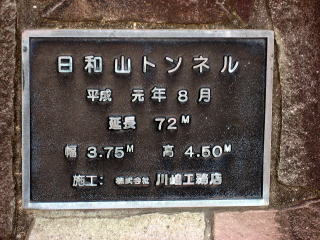 日和山トンネル
平成 元年 8月
延長 72M
幅 3.75M 高 4.50M
施工: 株式会社 川嶋工務店